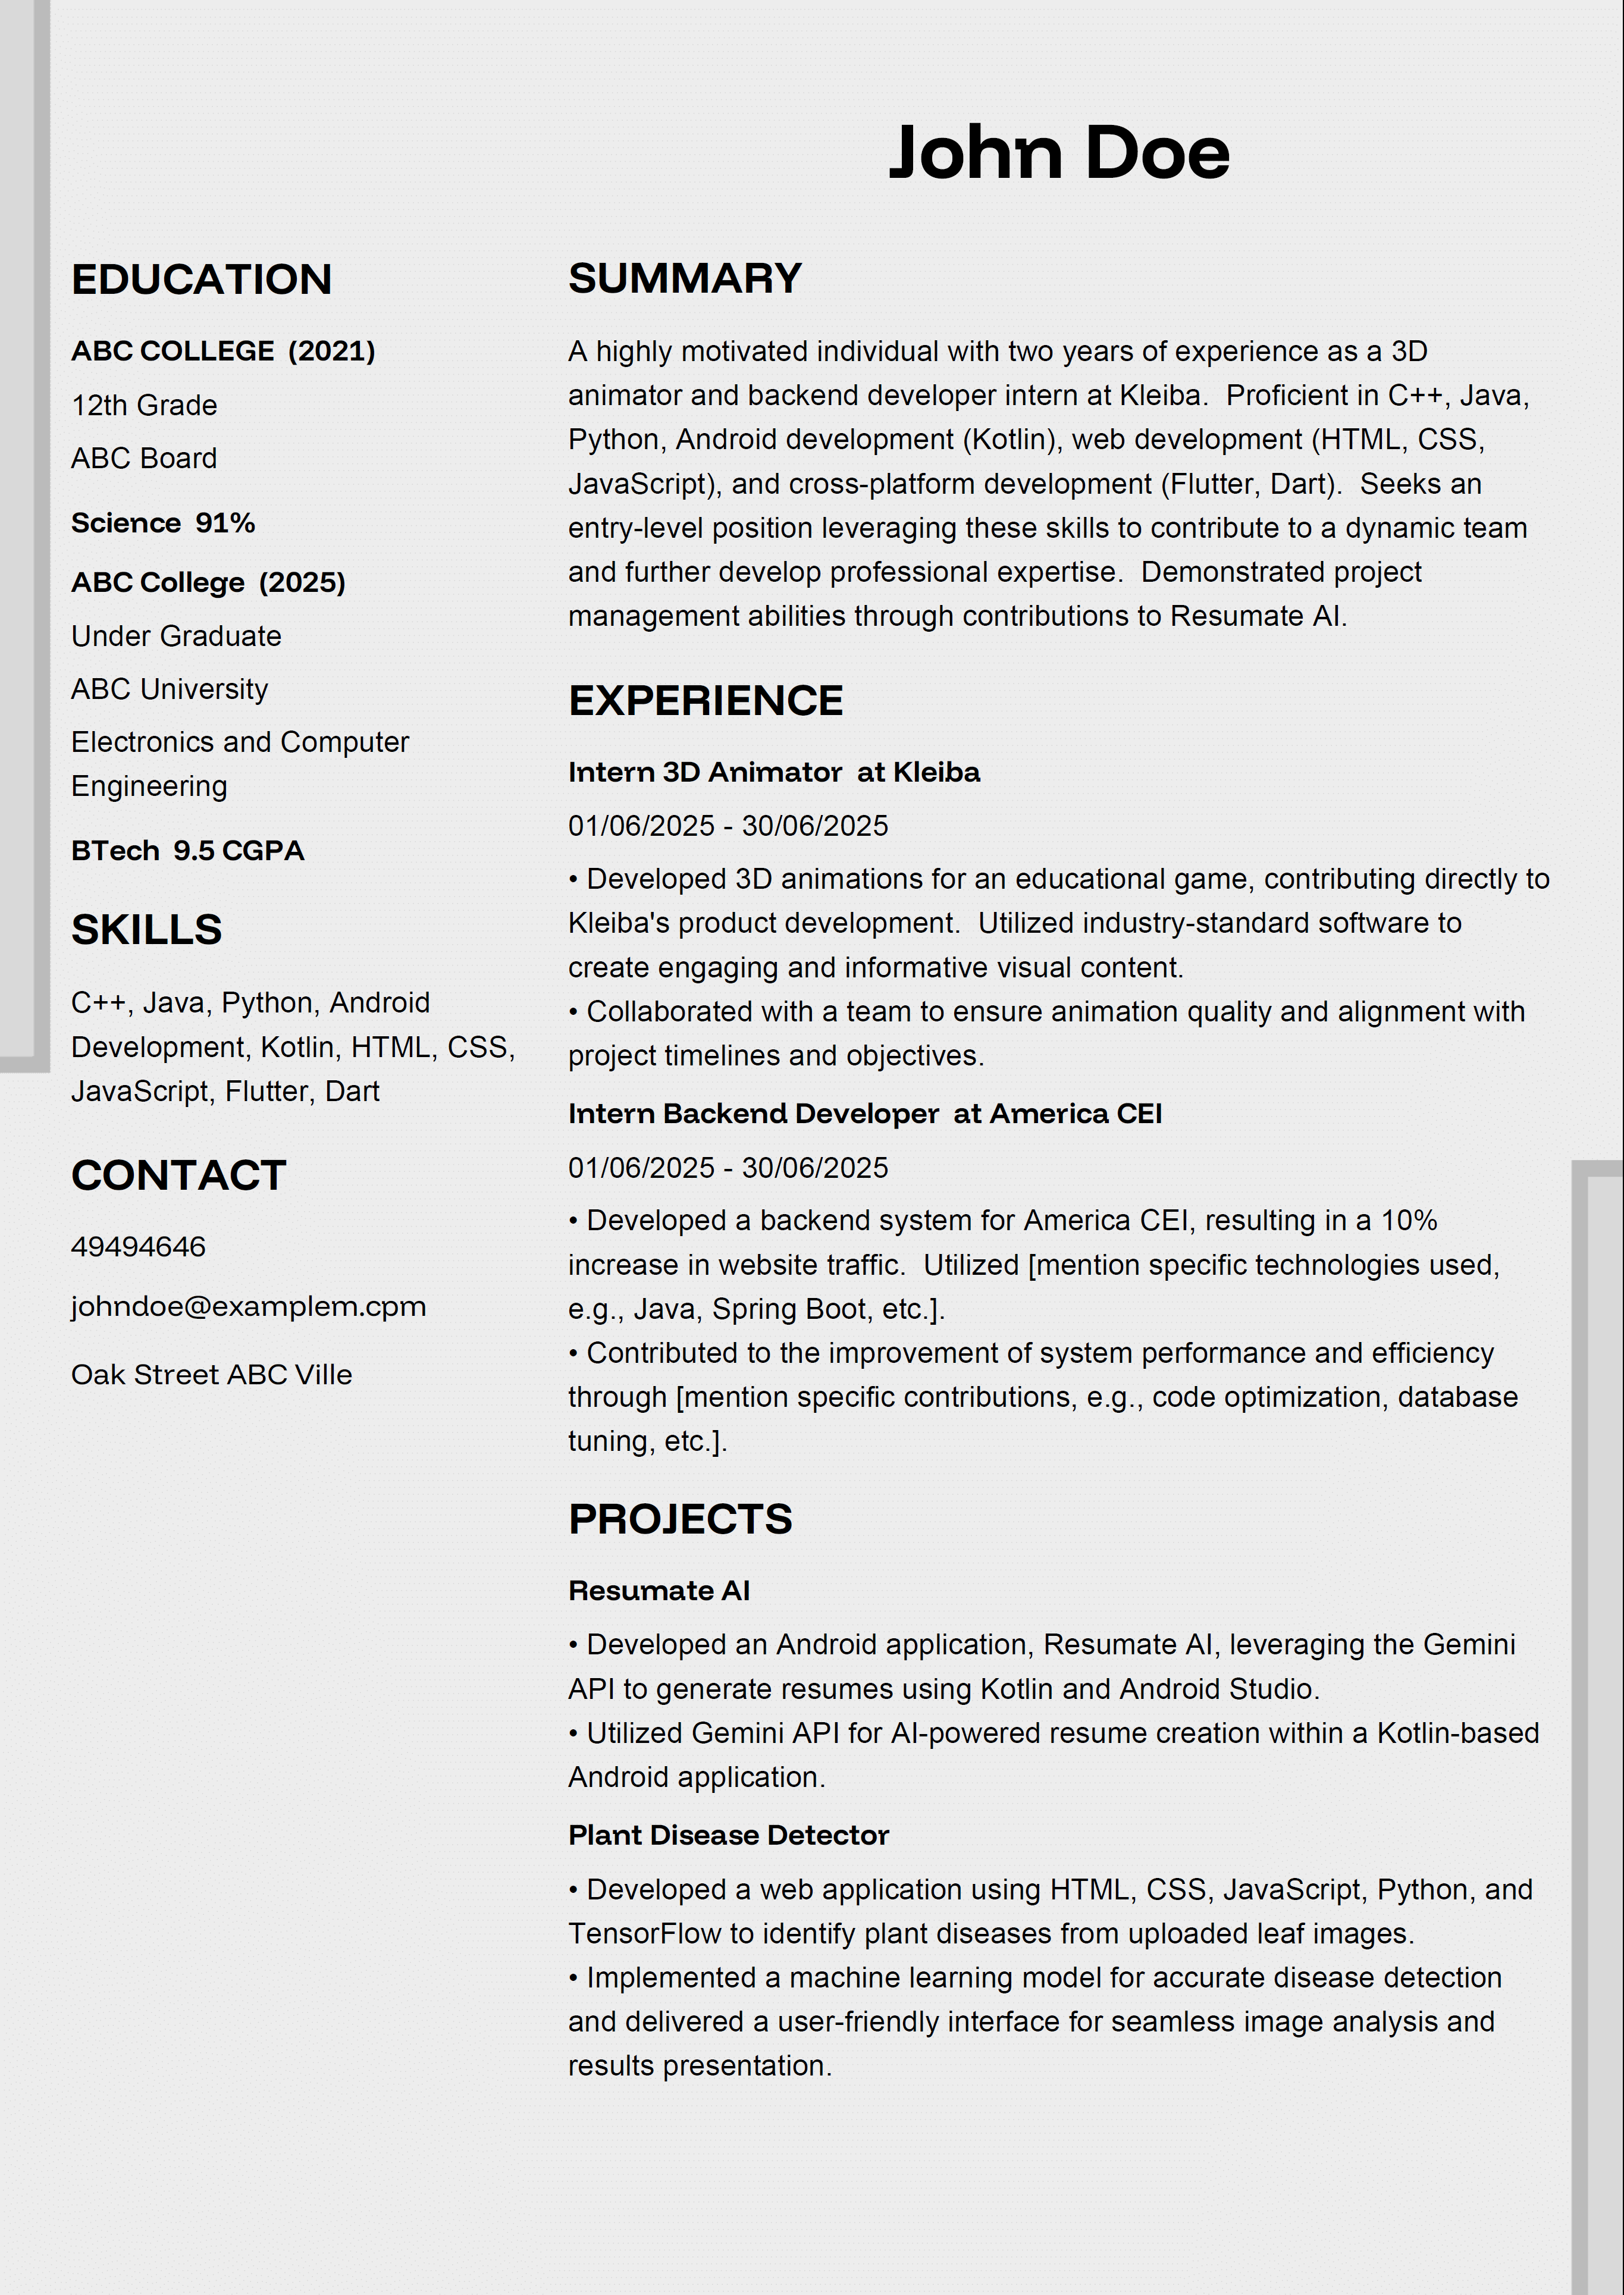 John Doe
EDUCATION
ABC COLLEGE  (2021)
12th Grade
ABC Board
Science  91%
ABC College  (2025)
Under Graduate
ABC University
Electronics and Computer
Engineering
BTech  9.5 CGPA
SKILLS
C++, Java, Python, Android
Development, Kotlin, HTML, CSS,
JavaScript, Flutter, Dart
CONTACT
49494646
johndoe@examplem.cpm
Oak Street ABC Ville
SUMMARY
A highly motivated individual with two years of experience as a 3D
animator and backend developer intern at Kleiba.  Proficient in C++, Java,
Python, Android development (Kotlin), web development (HTML, CSS,
JavaScript), and cross-platform development (Flutter, Dart).  Seeks an
entry-level position leveraging these skills to contribute to a dynamic team
and further develop professional expertise.  Demonstrated project
management abilities through contributions to Resumate AI.
EXPERIENCE
Intern 3D Animator  at Kleiba
01/06/2025 - 30/06/2025
• Developed 3D animations for an educational game, contributing directly to
Kleiba's product development.  Utilized industry-standard software to
create engaging and informative visual content.
• Collaborated with a team to ensure animation quality and alignment with
project timelines and objectives.
Intern Backend Developer  at America CEI
01/06/2025 - 30/06/2025
• Developed a backend system for America CEI, resulting in a 10%
increase in website traffic.  Utilized [mention specific technologies used,
e.g., Java, Spring Boot, etc.].
• Contributed to the improvement of system performance and efficiency
through [mention specific contributions, e.g., code optimization, database
tuning, etc.].
PROJECTS
Resumate AI
• Developed an Android application, Resumate AI, leveraging the Gemini
API to generate resumes using Kotlin and Android Studio.
• Utilized Gemini API for AI-powered resume creation within a Kotlin-based
Android application.
Plant Disease Detector
• Developed a web application using HTML, CSS, JavaScript, Python, and
TensorFlow to identify plant diseases from uploaded leaf images.
• Implemented a machine learning model for accurate disease detection
and delivered a user-friendly interface for seamless image analysis and
results presentation.